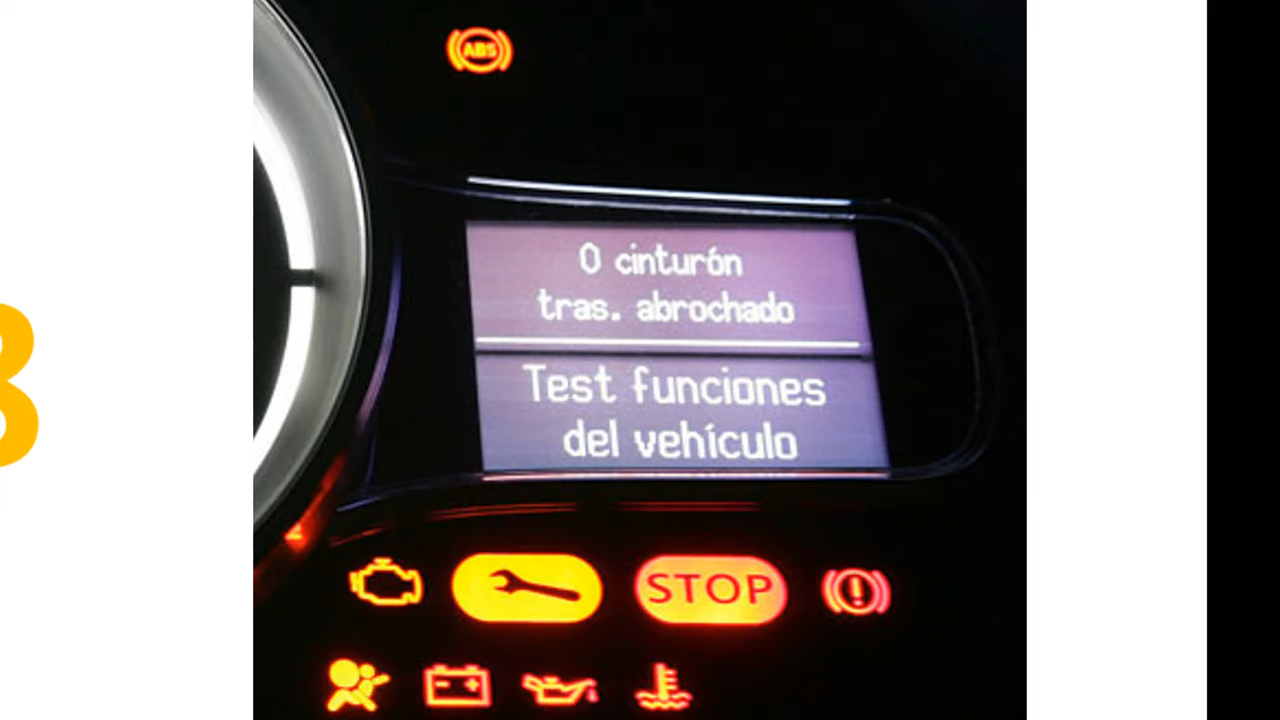 ABS
0 cinturón
tras. abrochado
Test funciones
del vehículo
STOP